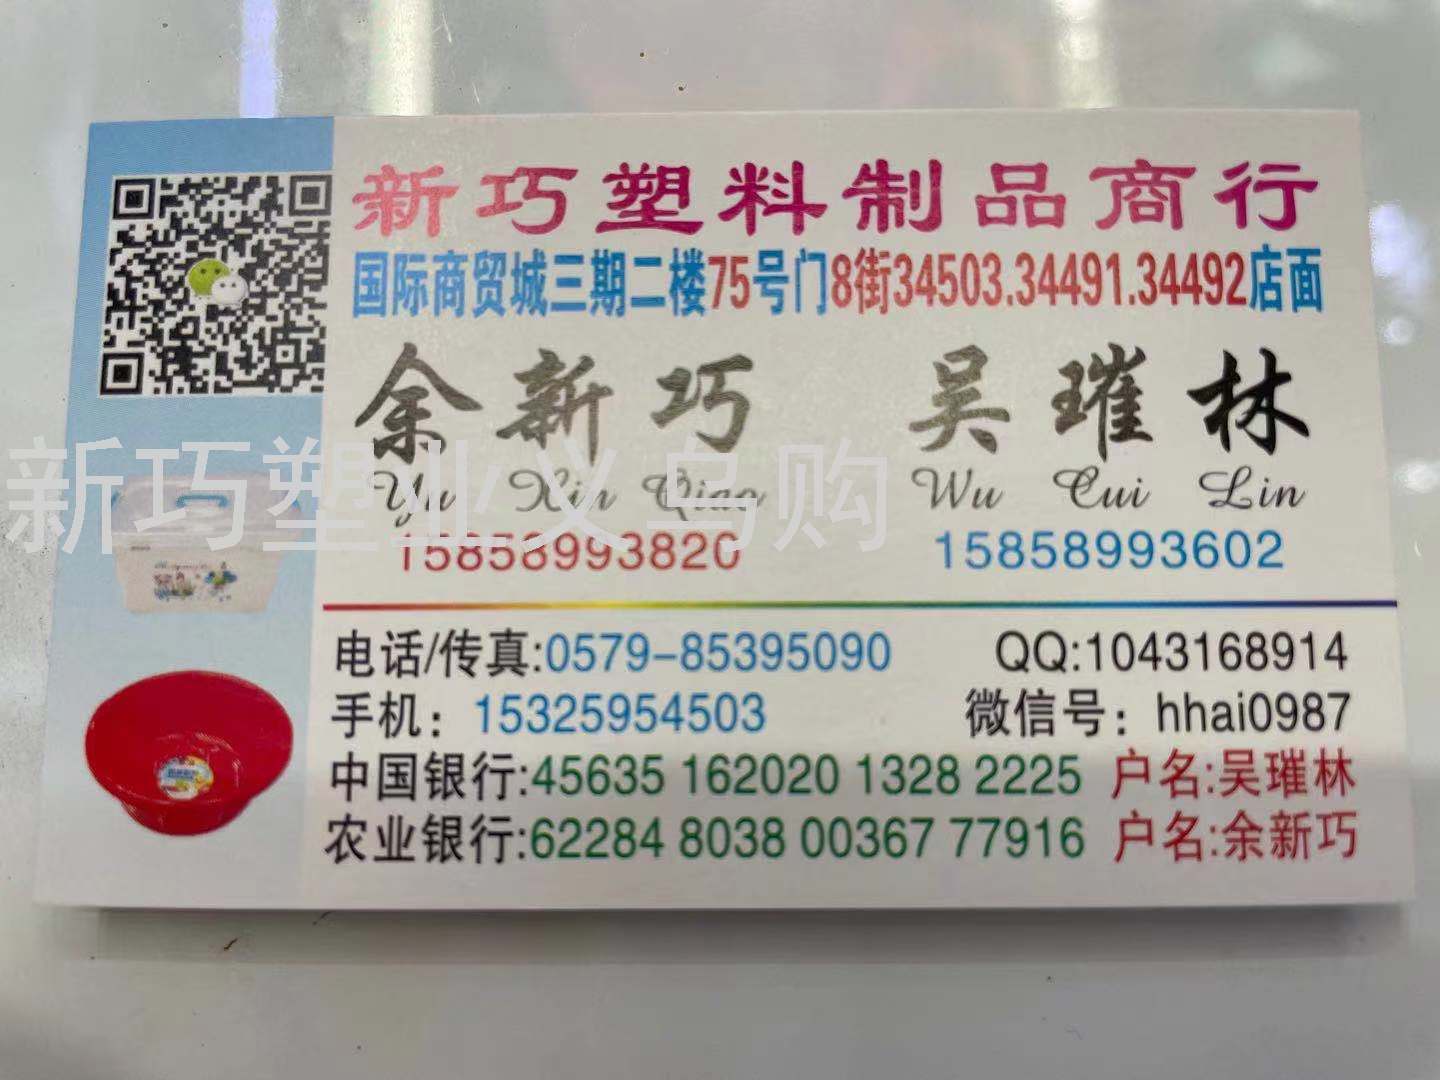 新巧塑料制品商行
国际商贸城三期二楼75号门8街34503.34491.34492店面
余新巧 吴璀林
Yu Xin Qiao Wu Cui Lin
15858993820 15858993602
新巧塑业义乌购
电话/传真:0579-85395090 QQ:1043168914
手机：15325954503 微信号：hhai0987
中国银行:45635 162020 1328 2225 户名:吴璀林
农业银行:62284 8038 00367 77916 户名:余新巧